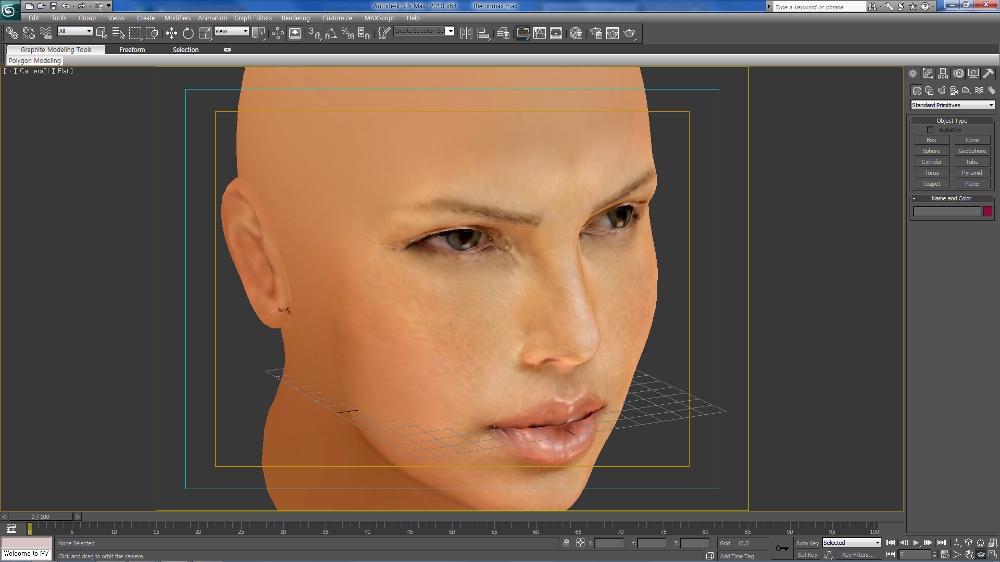 Autodesk 3ds Max 2010 x64 theronmax.max
Type a keyword or phrase
Edit Tools Group Views Create Modifiers Animation Graph Editors Rendering Customize MAXScript Help
All View Create Selection Set
Graphite Modeling Tools Freeform Selection
Polygon Modeling
[ + ] Camera01 ] Flat ]
Standard Primitives
- Object Type
AutoGrid
Box Cone
Sphere GeoSphere
Cylinder Tube
Torus Pyramid
Teapot Plane
- Name and Color
< 0 / 100 >
0 5 10 15 20 25 30 35 40 45 50 55 60 65 70 75 80 85 90 95 100
None Selected X: Y: Z: Grid = 10.0 Auto Key Selected
Welcome to MA Click and drag to orbit the camera Add Time Tag Set Key Key Filters... 0